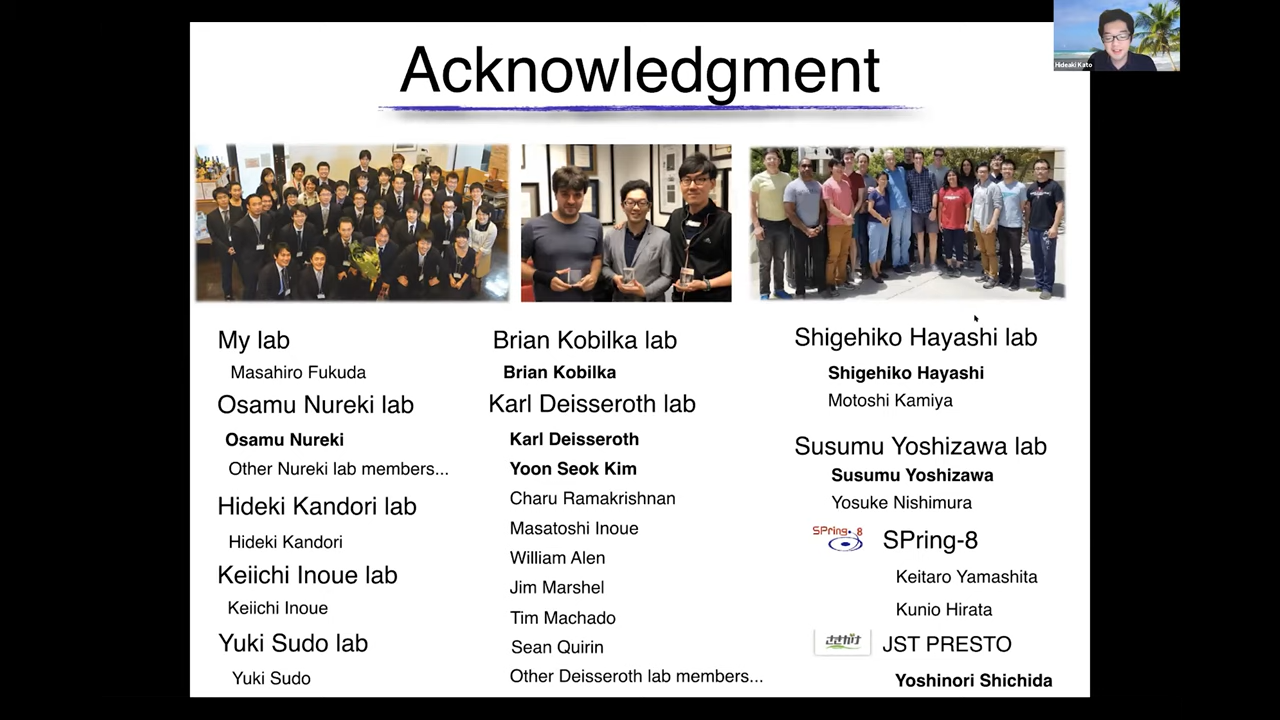 Acknowledgment
Hideaki Kato
My lab
Masahiro Fukuda
Osamu Nureki lab
Osamu Nureki
Other Nureki lab members...
Hideki Kandori lab
Hideki Kandori
Keiichi Inoue lab
Keiichi Inoue
Yuki Sudo lab
Yuki Sudo
Brian Kobilka lab
Brian Kobilka
Karl Deisseroth lab
Karl Deisseroth
Yoon Seok Kim
Charu Ramakrishnan
Masatoshi Inoue
William Alen
Jim Marshel
Tim Machado
Sean Quirin
Other Deisseroth lab members...
Shigehiko Hayashi lab
Shigehiko Hayashi
Motoshi Kamiya
Susumu Yoshizawa lab
Susumu Yoshizawa
Yosuke Nishimura
SPring-8
SPring-8
Keitaro Yamashita
Kunio Hirata
さきがけ
JST PRESTO
Yoshinori Shichida